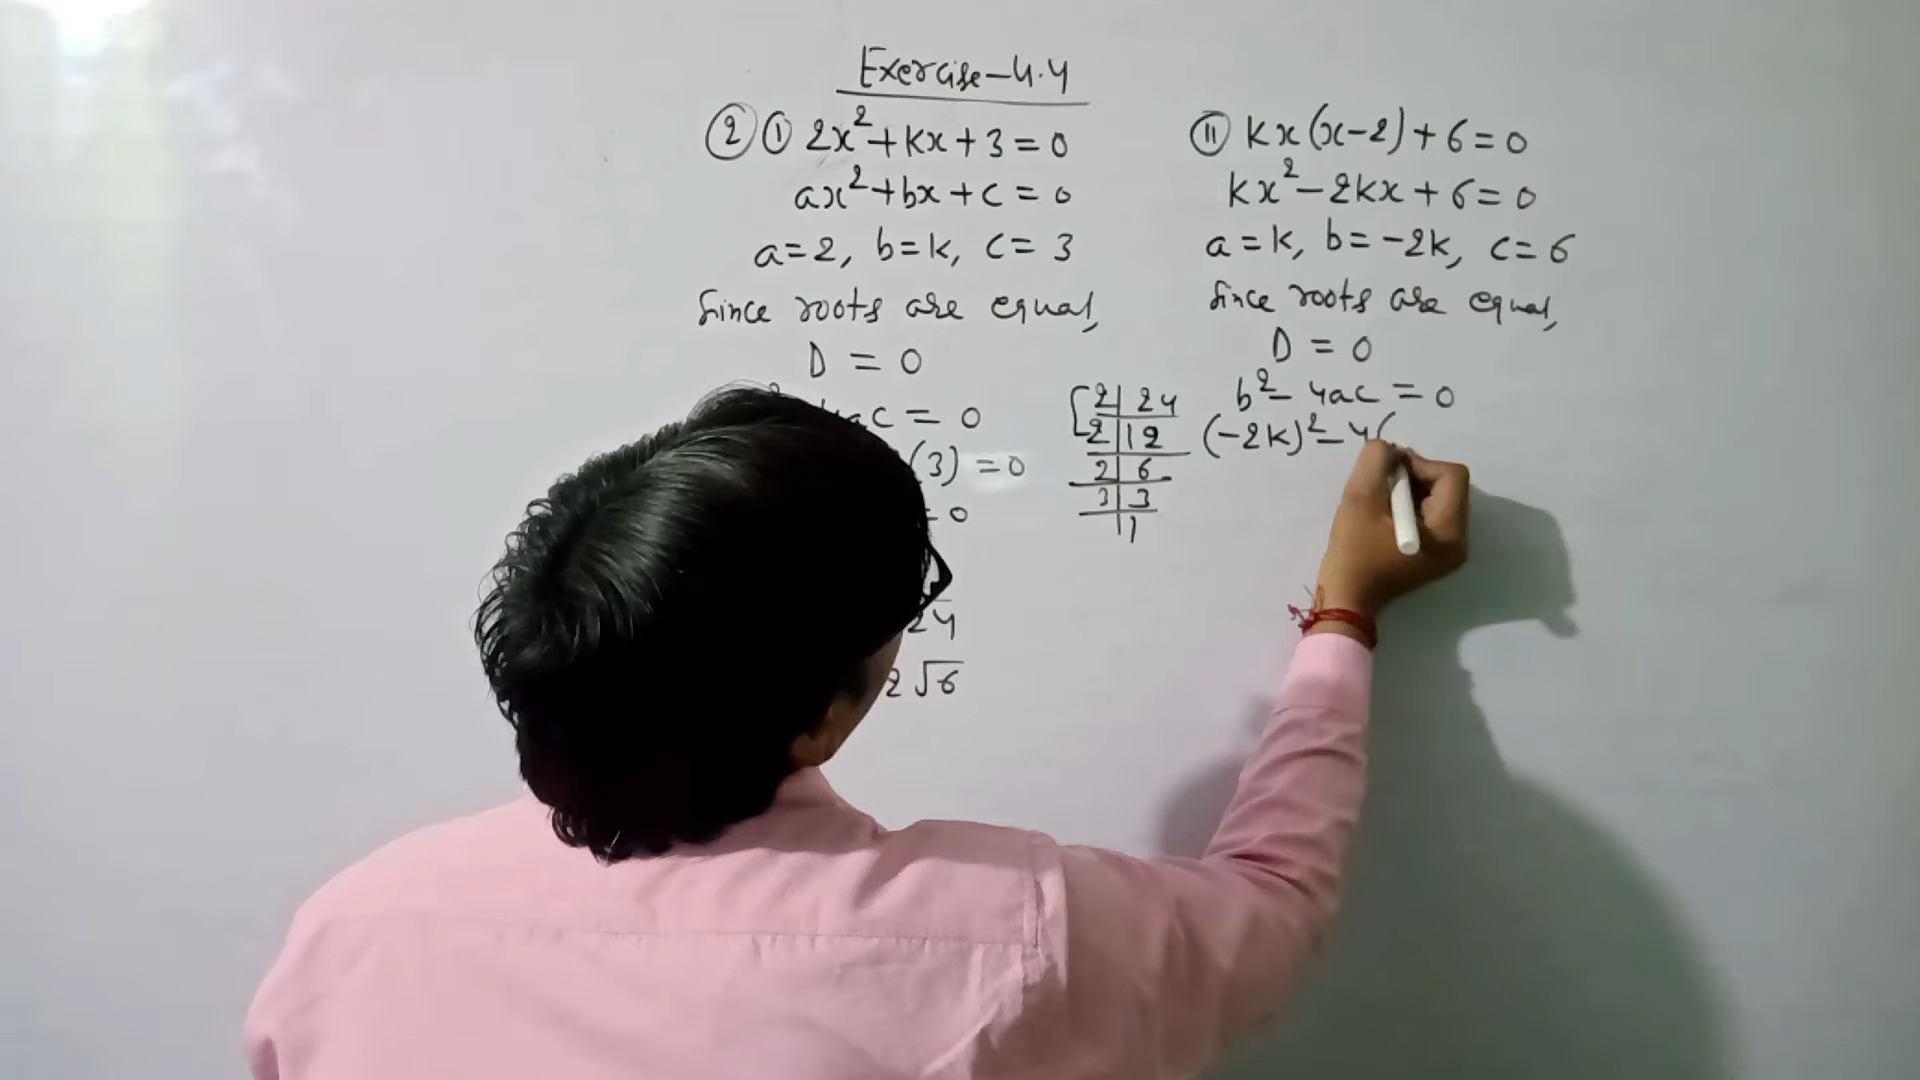 Exercise-4.4
② ① 2x²+kx+3=0
ax²+bx+c=0
a=2, b=k, c=3
Since roots are equal,
D = 0
ac = 0
(3) = 0
= 0
24
2√6
2 | 24
2 | 12
2 | 6
3 | 3
1
ⅱ kx(x-2)+6=0
kx²-2kx+6=0
a=k, b=-2k, c=6
Since roots are equal,
D = 0
b²-4ac = 0
(-2k)²-4(